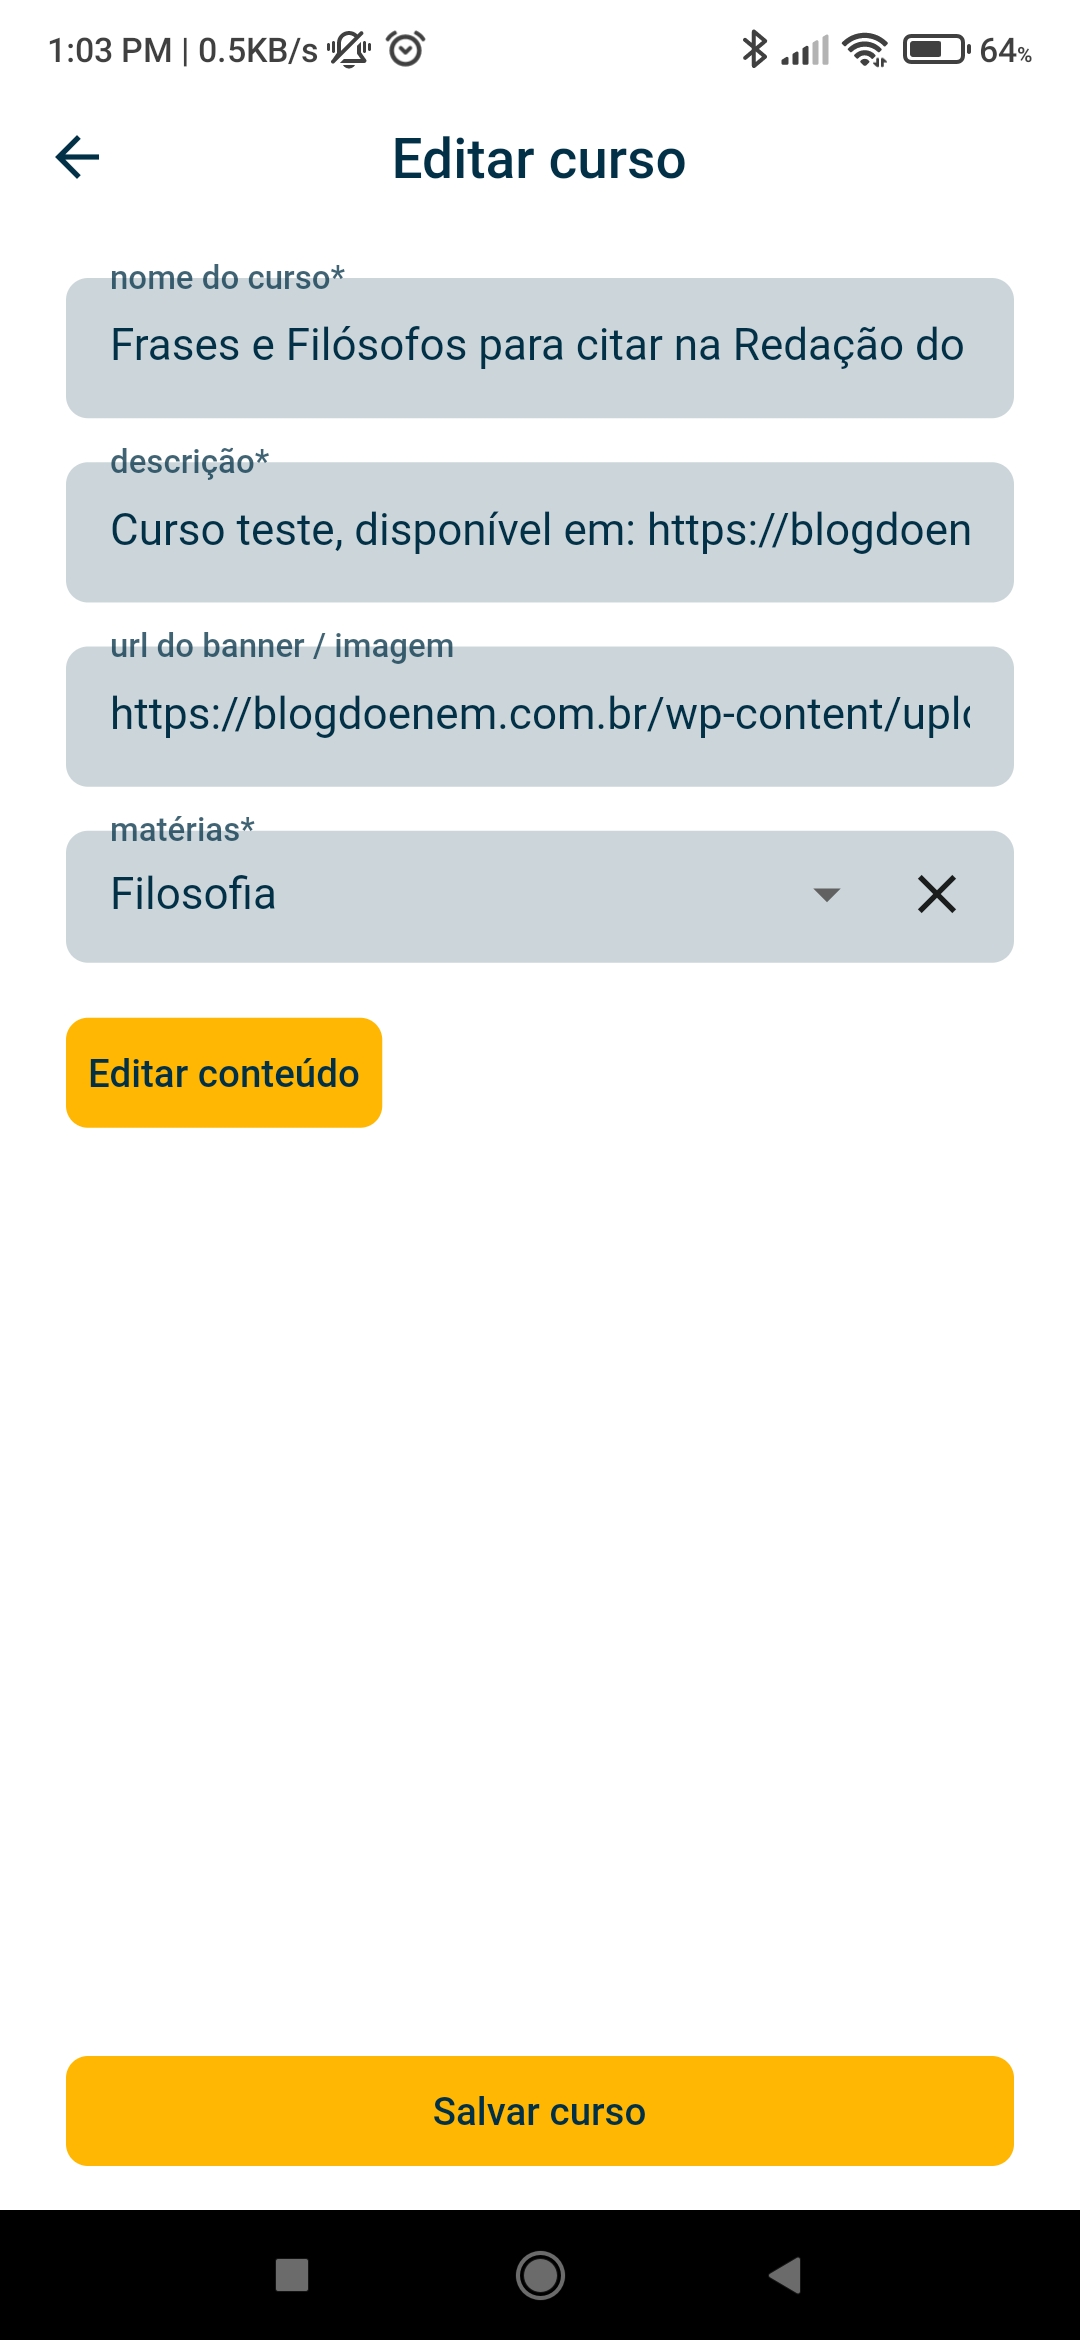 1:03 PM | 0.5KB/s 64%
Editar curso
nome do curso*
Frases e Filósofos para citar na Redação do
descrição*
Curso teste, disponível em: https://blogdoen
url do banner / imagem
https://blogdoenem.com.br/wp-content/upl
matérias*
Filosofia
Editar conteúdo
Salvar curso